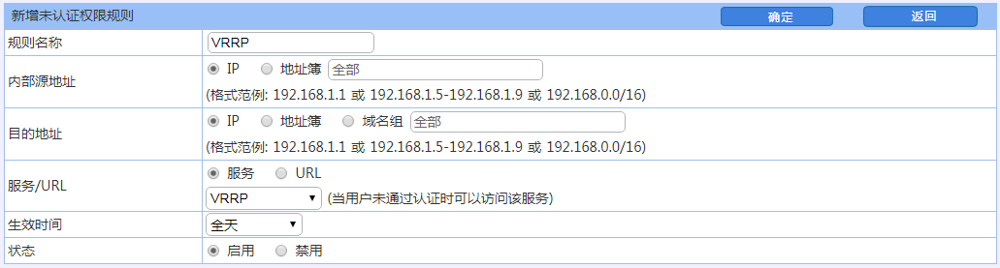 新增未认证权限规则 确定 返回
规则名称 VRRP
内部源地址 IP 地址簿 全部
(格式范例: 192.168.1.1 或 192.168.1.5-192.168.1.9 或 192.168.0.0/16)
目的地址 IP 地址簿 域名组 全部
(格式范例: 192.168.1.1 或 192.168.1.5-192.168.1.9 或 192.168.0.0/16)
服务/URL 服务 URL
VRRP (当用户未通过认证时可以访问该服务)
生效时间 全天
状态 启用 禁用